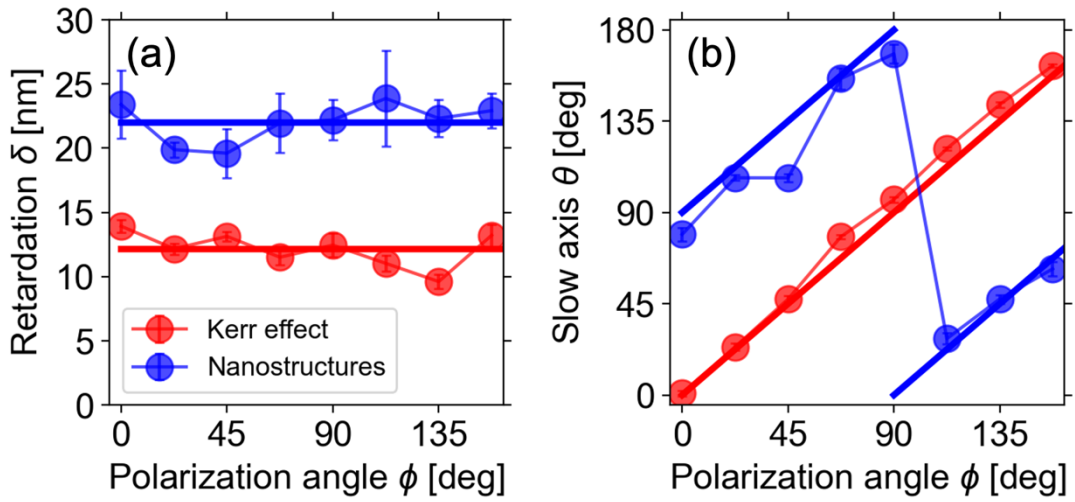 (a)
Retardation δ [nm]
30
25
20
15
10
5
0
Kerr effect
Nanostructures
0 45 90 135
Polarization angle ϕ [deg]
(b)
Slow axis θ [deg]
180
135
90
45
0
0 45 90 135
Polarization angle ϕ [deg]